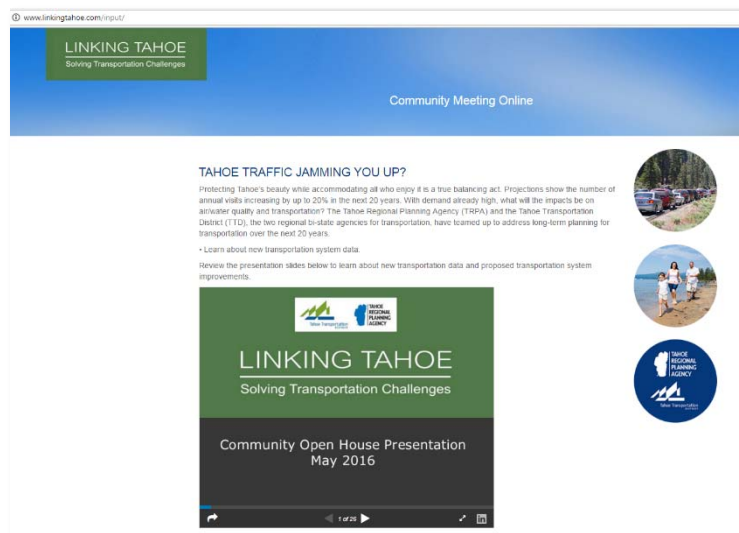 www.linkingtahoe.com/input/
LINKING TAHOE
Solving Transportation Challenges
Community Meeting Online
TAHOE TRAFFIC JAMMING YOU UP?
Protecting Tahoe's beauty while accommodating all who enjoy it is a true balancing act. Projections show the number of
annual visits increasing by up to 20% in the next 20 years. With demand already high, what will the impacts be on
air/water quality and transportation? The Tahoe Regional Planning Agency (TRPA) and the Tahoe Transportation
District (TTD), the two regional bi-state agencies for transportation, have teamed up to address long-term planning for
transportation over the next 20 years.
• Learn about new transportation system data.
Review the presentation slides below to learn about new transportation data and proposed transportation system
improvements.
Tahoe Transportation
TAHOE
REGIONAL
PLANNING
AGENCY
LINKING TAHOE
Solving Transportation Challenges
Community Open House Presentation
May 2016
1 of 25
in
TAHOE
REGIONAL
PLANNING
AGENCY
Tahoe Transportation